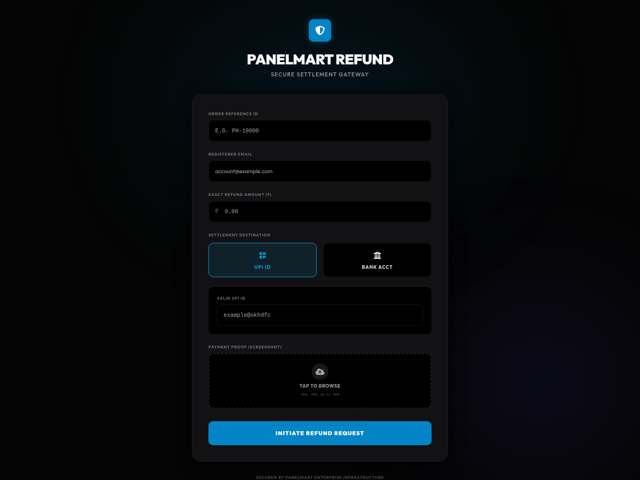 PANELMART REFUND
SECURE SETTLEMENT GATEWAY
ORDER REFERENCE ID
E.G. PM-10000
REGISTERED EMAIL
account@example.com
EXACT REFUND AMOUNT (₹)
₹ 0.00
SETTLEMENT DESTINATION
UPI ID
BANK ACCT
VALID UPI ID
example@okhdfc
PAYMENT PROOF (SCREENSHOT)
TAP TO BROWSE
INITIATE REFUND REQUEST
SECURED BY PANELMART ENTERPRISE INFRASTRUCTURE